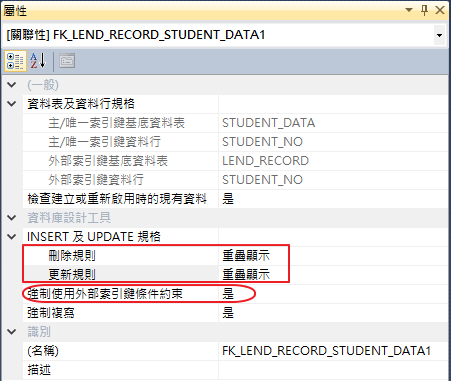 屬性
[關聯性] FK_LEND_RECORD_STUDENT_DATA1
(一般)
資料表及資料行規格
主/唯一索引鍵基底資料表 STUDENT_DATA
主/唯一索引鍵資料行 STUDENT_NO
外部索引鍵基底資料表 LEND_RECORD
外部索引鍵資料行 STUDENT_NO
檢查建立或重新啟用時的現有資料 是
資料庫設計工具
INSERT 及 UPDATE 規格
刪除規則 重疊顯示
更新規則 重疊顯示
強制使用外部索引鍵條件約束 是
強制複寫 是
識別
(名稱) FK_LEND_RECORD_STUDENT_DATA1
描述